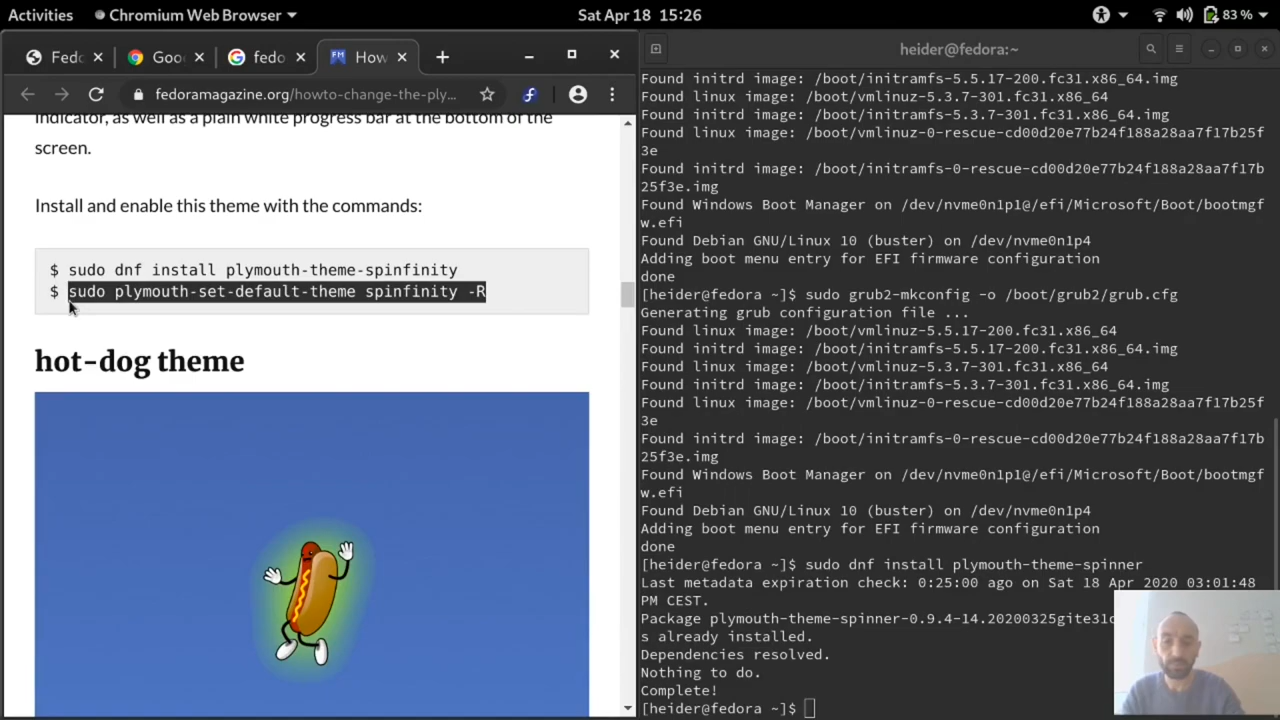 Activities
Chromium Web Browser
Sat Apr 18 15:26
83 %
Fedo
Goo
fedo
How
fedoramagazine.org/howto-change-the-ply...
indicator, as well as a plain white progress bar at the bottom of the
screen.
Install and enable this theme with the commands:
$ sudo dnf install plymouth-theme-spinfinity
$ sudo plymouth-set-default-theme spinfinity -R
hot-dog theme
heider@fedora:~
Found initrd image: /boot/initramfs-5.5.17-200.fc31.x86_64.img
Found linux image: /boot/vmlinuz-5.3.7-301.fc31.x86_64
Found initrd image: /boot/initramfs-5.3.7-301.fc31.x86_64.img
Found linux image: /boot/vmlinuz-0-rescue-cd00d20e77b24f188a28aa7f17b25f
3e
Found initrd image: /boot/initramfs-0-rescue-cd00d20e77b24f188a28aa7f17b
25f3e.img
Found Windows Boot Manager on /dev/nvme0n1p1@/efi/Microsoft/Boot/bootmgf
w.efi
Found Debian GNU/Linux 10 (buster) on /dev/nvme0n1p4
Adding boot menu entry for EFI firmware configuration
done
[heider@fedora ~]$ sudo grub2-mkconfig -o /boot/grub2/grub.cfg
Generating grub configuration file ...
Found linux image: /boot/vmlinuz-5.5.17-200.fc31.x86_64
Found initrd image: /boot/initramfs-5.5.17-200.fc31.x86_64.img
Found linux image: /boot/vmlinuz-5.3.7-301.fc31.x86_64
Found initrd image: /boot/initramfs-5.3.7-301.fc31.x86_64.img
Found linux image: /boot/vmlinuz-0-rescue-cd00d20e77b24f188a28aa7f17b25f
3e
Found initrd image: /boot/initramfs-0-rescue-cd00d20e77b24f188a28aa7f17b
25f3e.img
Found Windows Boot Manager on /dev/nvme0n1p1@/efi/Microsoft/Boot/bootmgf
w.efi
Found Debian GNU/Linux 10 (buster) on /dev/nvme0n1p4
Adding boot menu entry for EFI firmware configuration
done
[heider@fedora ~]$ sudo dnf install plymouth-theme-spinner
Last metadata expiration check: 0:25:00 ago on Sat 18 Apr 2020 03:01:48
PM CEST.
Package plymouth-theme-spinner-0.9.4-14.20200325gite31c
s already installed.
Dependencies resolved.
Nothing to do.
Complete!
[heider@fedora ~]$